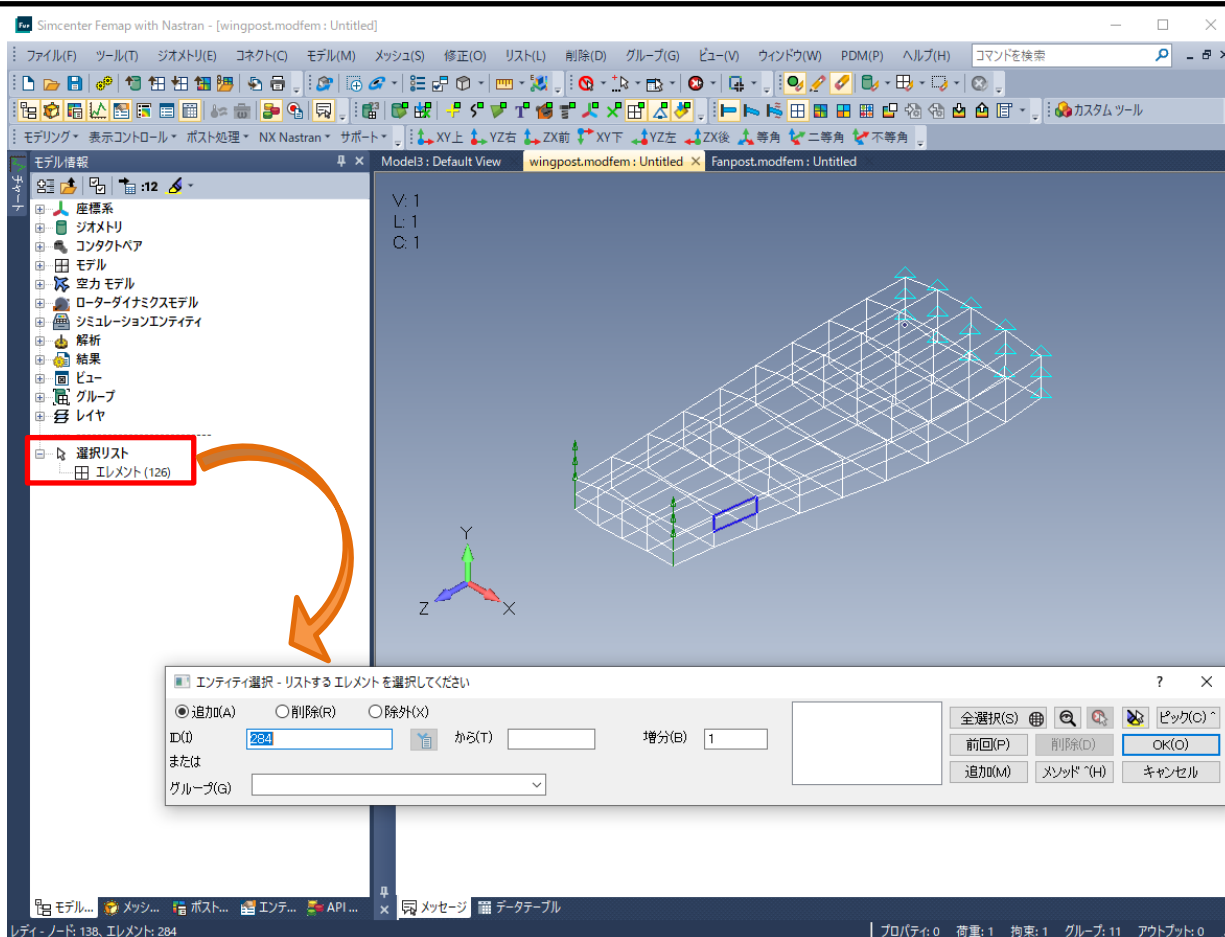 Simcenter Femap with Nastran - [wingpost.modfem : Untitled]
ファイル(F) ツール(T) ジオメトリ(E) コネクト(C) モデル(M) メッシュ(S) 修正(O) リスト(L) 削除(D) グループ(G) ビュー(V) ウィンドウ(W) PDM(P) ヘルプ(H) コマンドを検索
カスタム ツール
モデリング 表示コントロール ポスト処理 NX Nastran サポート XY上 YZ右 ZX前 XY下 YZ左 ZX後 等角 二等角 不等角
チャート
モデル情報
Model3 : Default View wingpost.modfem : Untitled Fanpost.modfem : Untitled
:12
座標系
ジオメトリ
コンタクトペア
モデル
空力 モデル
ローターダイナミクスモデル
シミュレーションエンティティ
解析
結果
ビュー
グループ
レイヤ
選択リスト
エレメント (126)
V: 1
L: 1
C: 1
Y
Z
X
エンティティ選択 - リストする エレメント を選択してください
追加(A) 削除(R) 除外(X)
ID(I) 284 から(T) 増分(B) 1
または
グループ(G)
全選択(S) ピック(C) ^
前回(P) 削除(D) OK(O)
追加(M) メソッド ^(H) キャンセル
モデル... メッシ... ポスト... エンテ... API ... メッセージ データテーブル
レディ - ノード: 138、エレメント: 284 プロパティ: 0 荷重: 1 拘束: 1 グループ: 11 アウトプット: 0